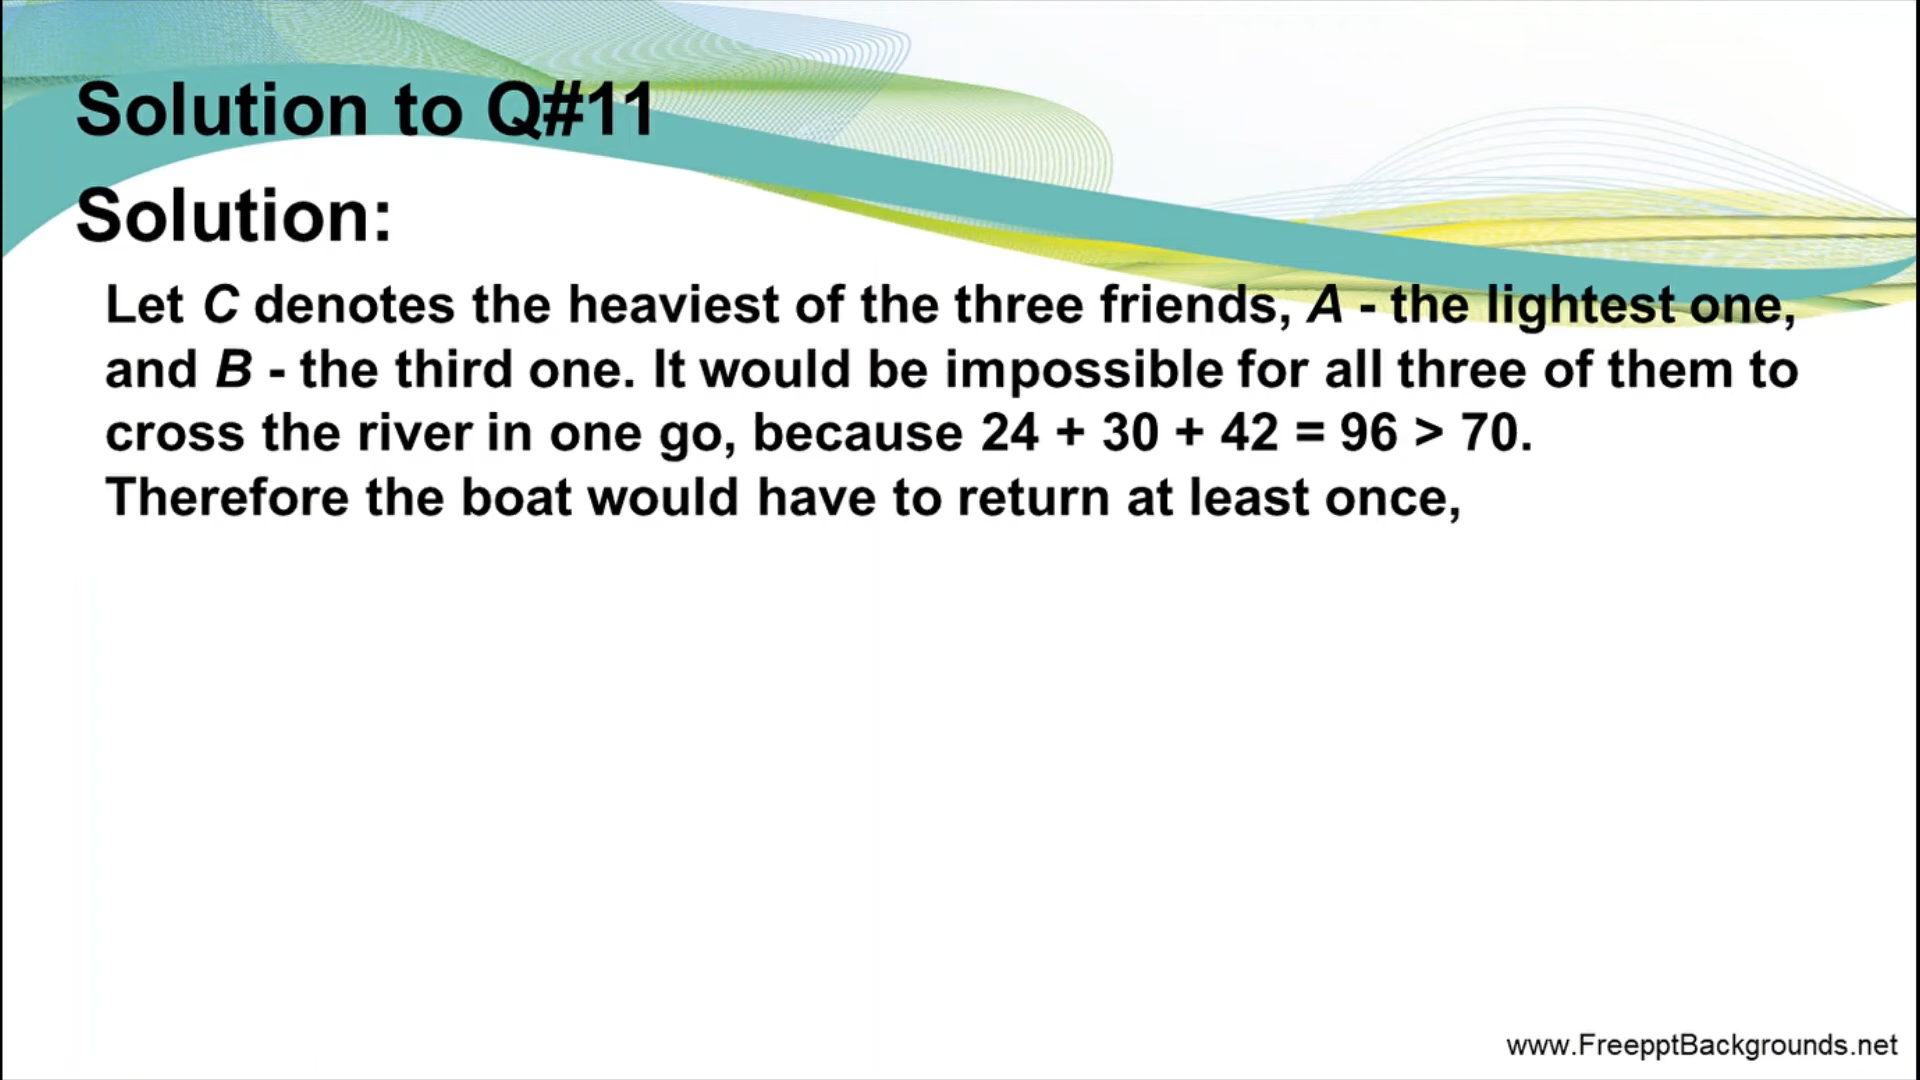 Solution to Q#11
Solution:
Let C denotes the heaviest of the three friends, A - the lightest one,
and B - the third one. It would be impossible for all three of them to
cross the river in one go, because 24 + 30 + 42 = 96 > 70.
Therefore the boat would have to return at least once,
www.FreepptBackgrounds.net